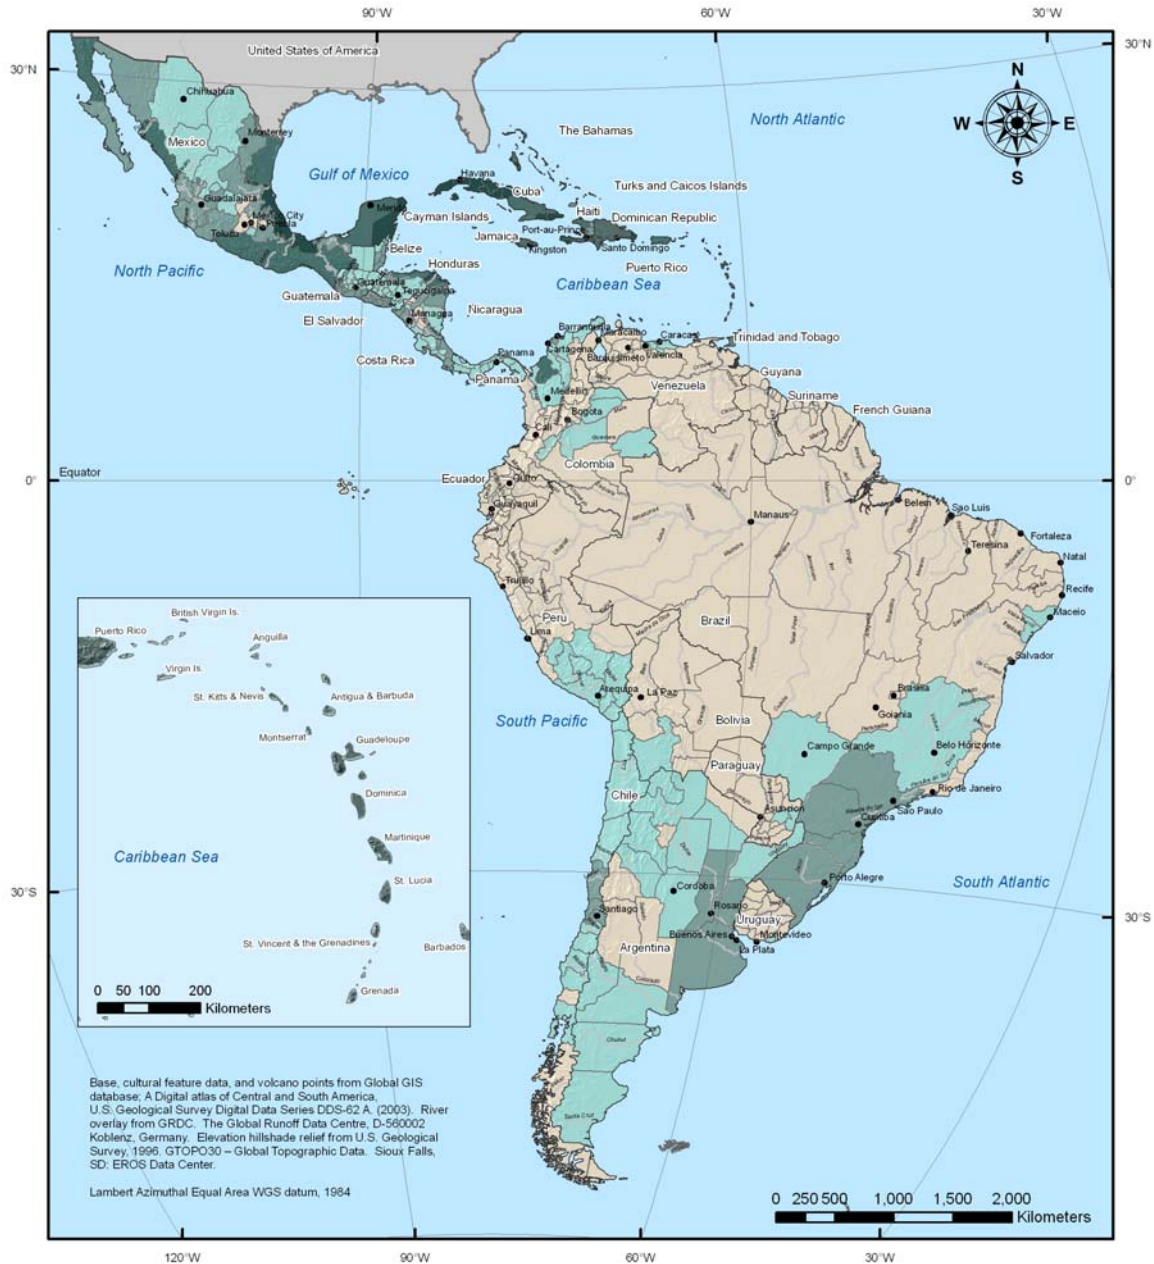 90°W
60°W
30°W
30°N
30°N
United States of America
N
W
E
S
Chihuahua
Monterrey
Mexico
The Bahamas
North Atlantic
Gulf of Mexico
Havana
Cuba
Turks and Caicos Islands
Guadalajara
Mexico City
Toluca
Puebla
Merida
Cayman Islands
Haiti
Dominican Republic
Port-au-Prince
Jamaica
Kingston
Santo Domingo
Belize
Puerto Rico
North Pacific
Honduras
Caribbean Sea
Guatemala
Tegucigalpa
Guatemala
Nicaragua
El Salvador
Managua
Costa Rica
Barranquilla
Maracaibo
Caracas
Trinidad and Tobago
Cartagena
Barquisimeto
Valencia
Panama
Panama
Guyana
Medellin
Venezuela
Suriname
French Guiana
Bogota
Cali
Colombia
Equator
0°
0°
Ecuador
Quito
Guayaquil
Manaus
Belem
Sao Luis
Teresina
Fortaleza
Natal
Recife
Maceio
Trujillo
Peru
Brazil
Lima
Salvador
Arequipa
La Paz
Brasilia
Goiania
South Pacific
Bolivia
Campo Grande
Belo Horizonte
Paraguay
Rio de Janeiro
Chile
Asuncion
Sao Paulo
Curitiba
Porto Alegre
South Atlantic
30°S
30°S
Cordoba
Santiago
Rosario
Uruguay
Buenos Aires
Montevideo
La Plata
Argentina
Colorado
Chubut
Santa Cruz
British Virgin Is.
Puerto Rico
Anguilla
Virgin Is.
St. Kitts & Nevis
Antigua & Barbuda
Montserrat
Guadeloupe
Dominica
Martinique
Caribbean Sea
St. Lucia
St. Vincent & the Grenadines
Barbados
Grenada
0 50 100 200
Kilometers
Base, cultural feature data, and volcano points from Global GIS
database; A Digital atlas of Central and South America,
U.S. Geological Survey Digital Data Series DDS-62 A. (2003). River
overlay from GRDC. The Global Runoff Data Centre, D-560002
Koblenz, Germany. Elevation hillshade relief from U.S. Geological
Survey, 1996. GTOPO30 – Global Topographic Data. Sioux Falls,
SD: EROS Data Center.
Lambert Azimuthal Equal Area WGS datum, 1984
0 250 500 1,000 1,500 2,000
Kilometers
120°W
90°W
60°W
30°W